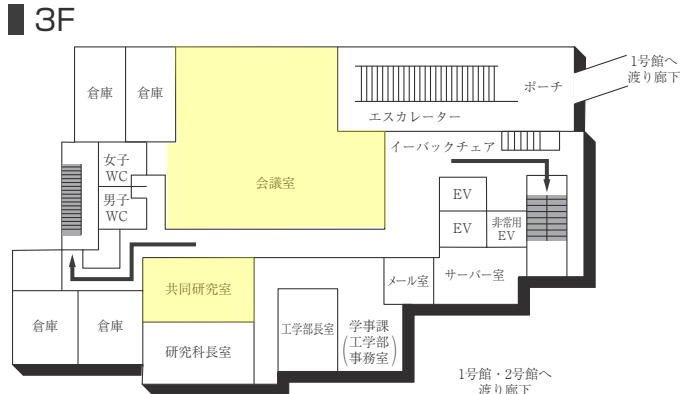 3F
1号館へ
渡り廊下
倉庫
倉庫
ポーチ
エスカレーター
イーバックチェア
女子
WC
会議室
男子
WC
EV
EV
非常用
EV
共同研究室
メール室
サーバー室
倉庫
倉庫
研究科長室
工学部長室
学事課
(工学部
事務室)
1号館・2号館へ
渡り廊下